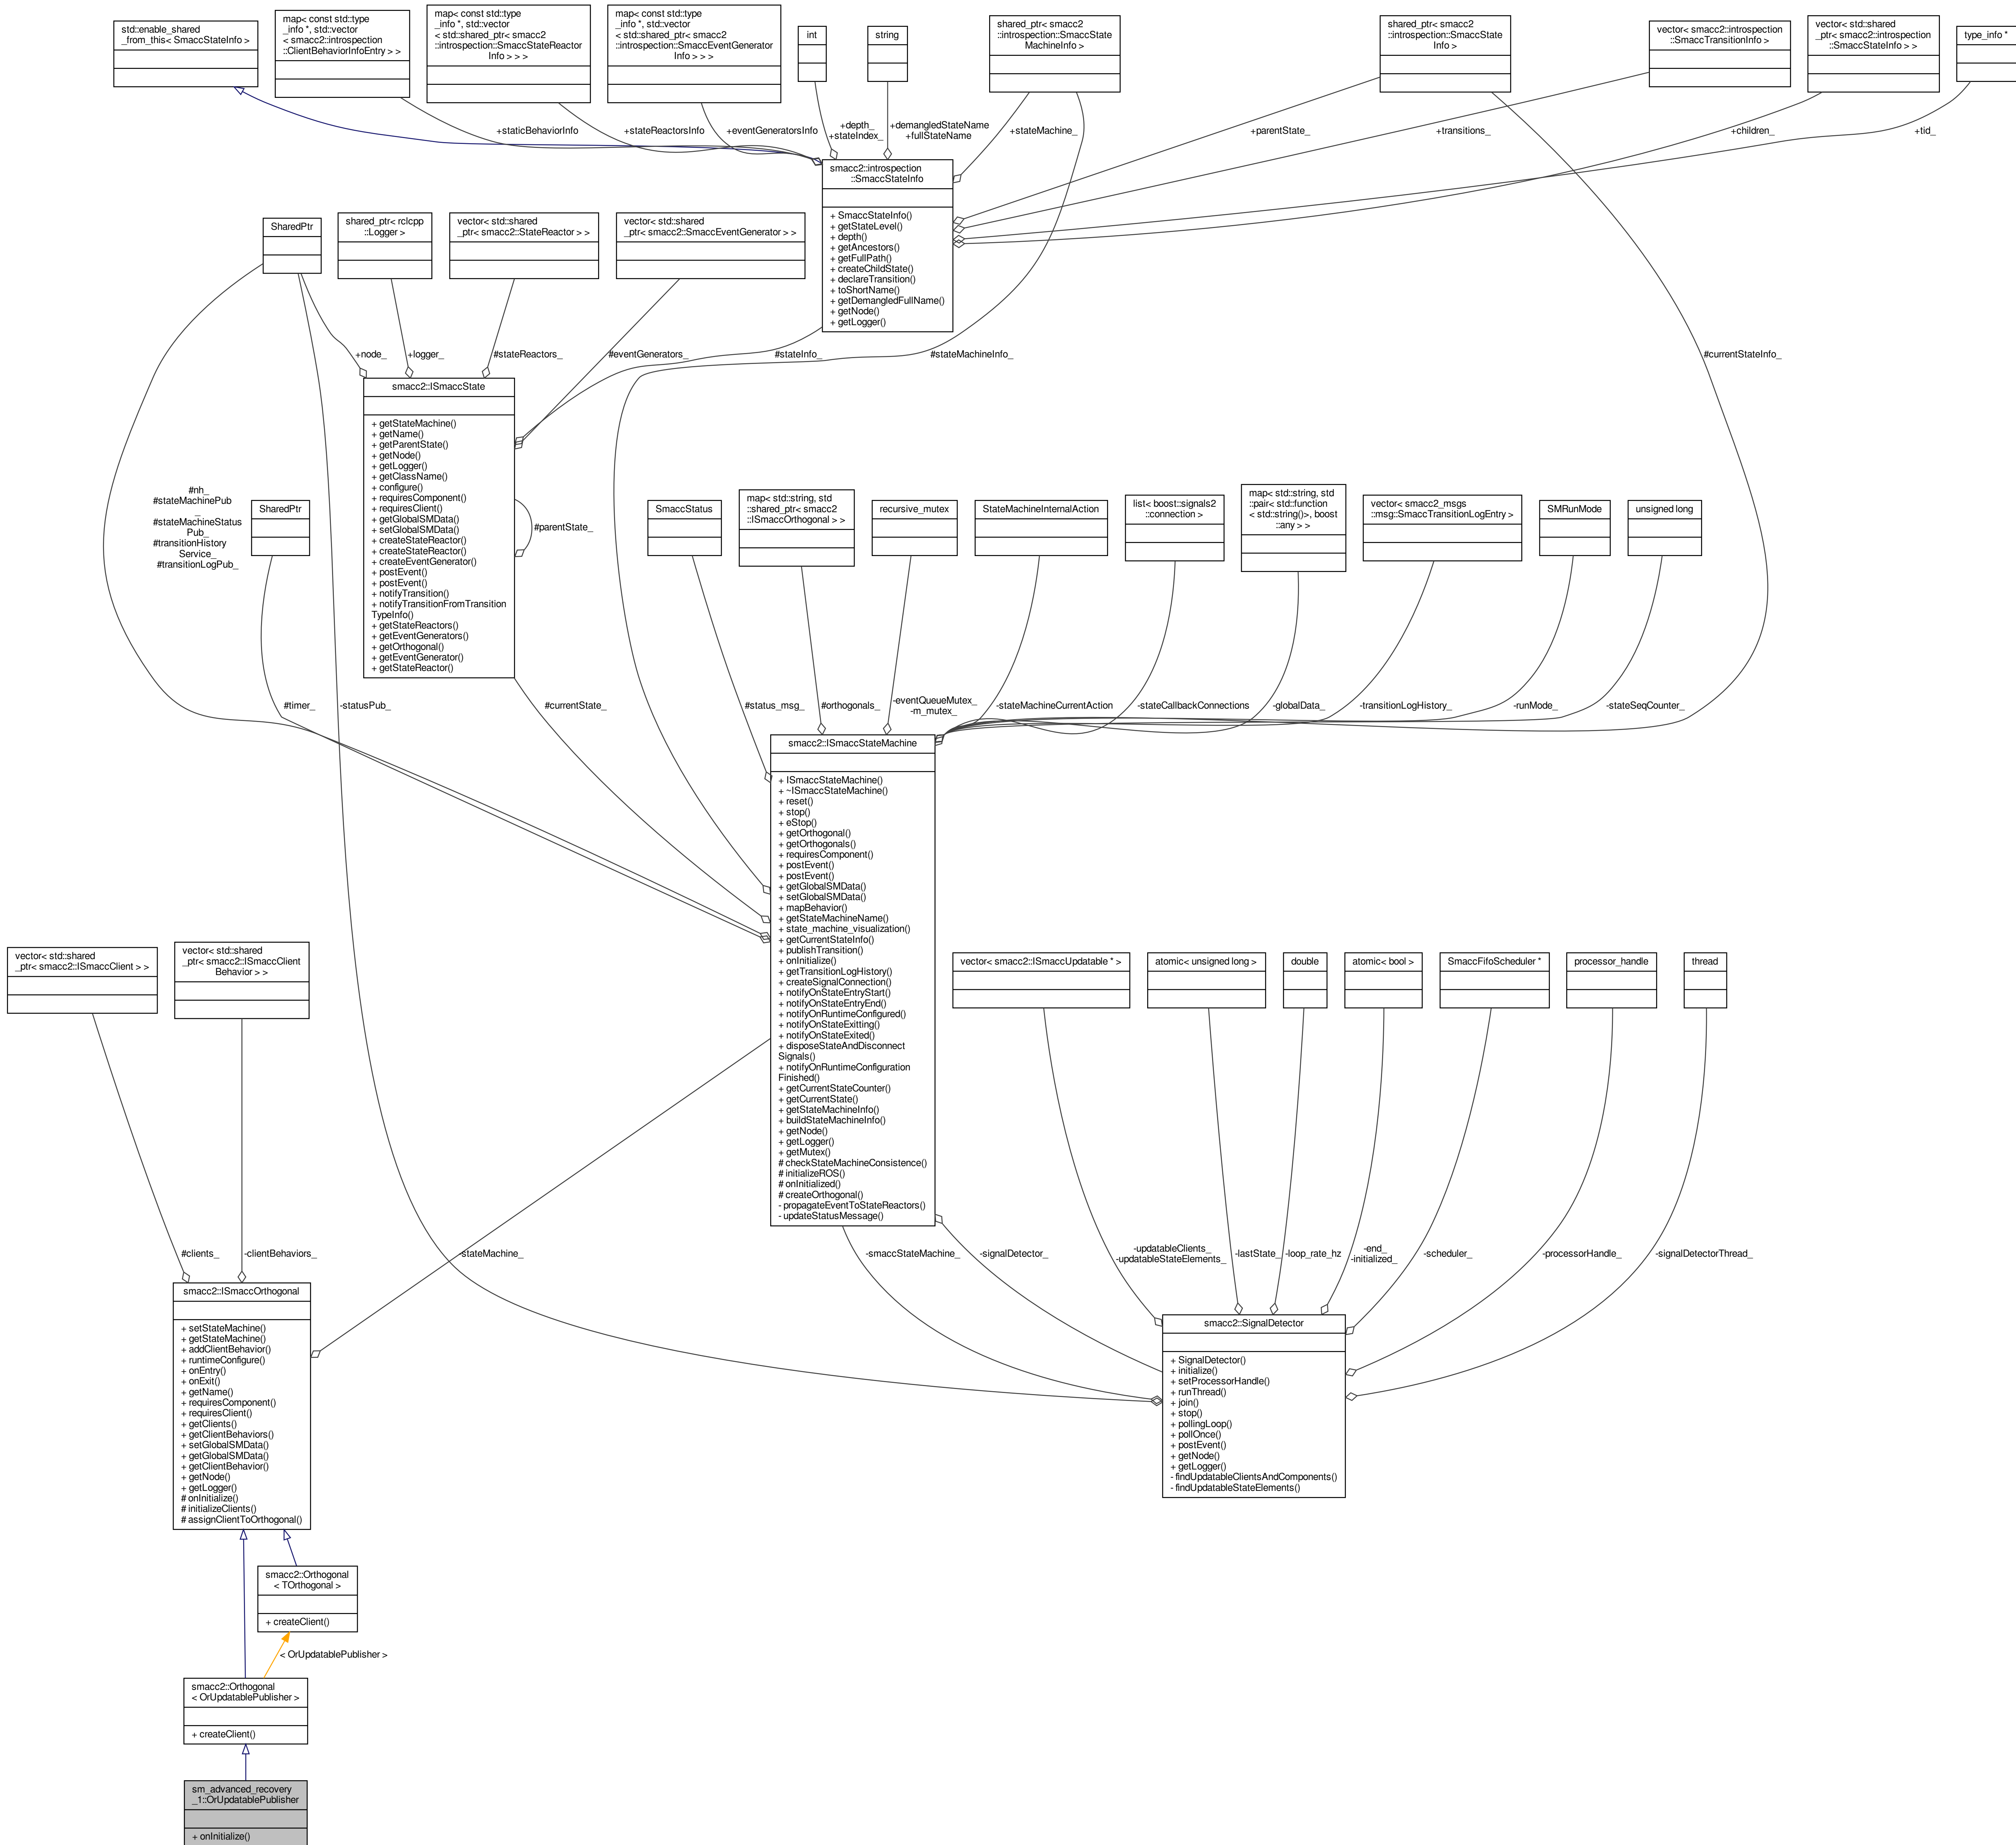 std::enable_shared
_from_this< SmaccStateInfo >
map< const std::type
_info *, std::vector
< smacc2::introspection
::ClientBehaviorInfoEntry > >
map< const std::type
_info *, std::vector
< std::shared_ptr< smacc2
::introspection::SmaccStateReactor
Info > > >
map< const std::type
_info *, std::vector
< std::shared_ptr< smacc2
::introspection::SmaccEventGenerator
Info > > >
int
string
shared_ptr< smacc2
::introspection::SmaccState
MachineInfo >
shared_ptr< smacc2
::introspection::SmaccState
Info >
vector< smacc2::introspection
::SmaccTransitionInfo >
vector< std::shared
_ptr< smacc2::introspection
::SmaccStateInfo > >
type_info *
+staticBehaviorInfo
+stateReactorsInfo
+eventGeneratorsInfo
+depth_
+stateIndex_
+demangledStateName
+fullStateName
+stateMachine_
+parentState_
+transitions_
+children_
+tid_
smacc2::introspection
::SmaccStateInfo
+ SmaccStateInfo()
+ getStateLevel()
+ depth()
+ getAncestors()
+ getFullPath()
+ createChildState()
+ declareTransition()
+ toShortName()
+ getDemangledFullName()
+ getNode()
+ getLogger()
SharedPtr
shared_ptr< rclcpp
::Logger >
vector< std::shared
_ptr< smacc2::StateReactor > >
vector< std::shared
_ptr< smacc2::SmaccEventGenerator > >
+node_
+logger_
#stateReactors_
#eventGenerators_
#stateInfo_
#stateMachineInfo_
#currentStateInfo_
smacc2::ISmaccState
+ getStateMachine()
+ getName()
+ getParentState()
+ getNode()
+ getLogger()
+ getClassName()
+ configure()
+ requiresComponent()
+ requiresClient()
+ getGlobalSMData()
+ setGlobalSMData()
+ createStateReactor()
+ createStateReactor()
+ createEventGenerator()
+ postEvent()
+ postEvent()
+ notifyTransition()
+ notifyTransitionFromTransition
TypeInfo()
+ getStateReactors()
+ getEventGenerators()
+ getOrthogonal()
+ getEventGenerator()
+ getStateReactor()
#parentState_
#nh_
#stateMachinePub
_
#stateMachineStatus
Pub_
#transitionHistory
Service_
#transitionLogPub_
SharedPtr
SmaccStatus
map< std::string, std
::shared_ptr< smacc2
::ISmaccOrthogonal > >
recursive_mutex
StateMachineInternalAction
list< boost::signals2
::connection >
map< std::string, std
::pair< std::function
< std::string()>, boost
::any > >
vector< smacc2_msgs
::msg::SmaccTransitionLogEntry >
SMRunMode
unsigned long
#timer_
-statusPub_
#currentState_
#status_msg_
#orthogonals_
-eventQueueMutex_
-m_mutex_
-stateMachineCurrentAction
-stateCallbackConnections
-globalData_
-transitionLogHistory_
-runMode_
-stateSeqCounter_
smacc2::ISmaccStateMachine
+ ISmaccStateMachine()
+ ~ISmaccStateMachine()
+ reset()
+ stop()
+ eStop()
+ getOrthogonal()
+ getOrthogonals()
+ requiresComponent()
+ postEvent()
+ postEvent()
+ getGlobalSMData()
+ setGlobalSMData()
+ mapBehavior()
+ getStateMachineName()
+ state_machine_visualization()
+ getCurrentStateInfo()
+ publishTransition()
+ onInitialize()
+ getTransitionLogHistory()
+ createSignalConnection()
+ notifyOnStateEntryStart()
+ notifyOnStateEntryEnd()
+ notifyOnRuntimeConfigured()
+ notifyOnStateExitting()
+ notifyOnStateExited()
+ disposeStateAndDisconnect
Signals()
+ notifyOnRuntimeConfiguration
Finished()
+ getCurrentStateCounter()
+ getCurrentState()
+ getStateMachineInfo()
+ buildStateMachineInfo()
+ getNode()
+ getLogger()
+ getMutex()
# checkStateMachineConsistence()
# initializeROS()
# onInitialized()
# createOrthogonal()
- propagateEventToStateReactors()
- updateStatusMessage()
vector< std::shared
_ptr< smacc2::ISmaccClient > >
vector< std::shared
_ptr< smacc2::ISmaccClient
Behavior > >
vector< smacc2::ISmaccUpdatable * >
atomic< unsigned long >
double
atomic< bool >
SmaccFifoScheduler *
processor_handle
thread
#clients_
-clientBehaviors_
-stateMachine_
-smaccStateMachine_
-signalDetector_
-updatableClients_
-updatableStateElements_
-lastState_
-loop_rate_hz
-end_
-initialized_
-scheduler_
-processorHandle_
-signalDetectorThread_
smacc2::ISmaccOrthogonal
+ setStateMachine()
+ getStateMachine()
+ addClientBehavior()
+ runtimeConfigure()
+ onEntry()
+ onExit()
+ getName()
+ requiresComponent()
+ requiresClient()
+ getClients()
+ getClientBehaviors()
+ setGlobalSMData()
+ getGlobalSMData()
+ getClientBehavior()
+ getNode()
+ getLogger()
# onInitialize()
# initializeClients()
# assignClientToOrthogonal()
smacc2::SignalDetector
+ SignalDetector()
+ initialize()
+ setProcessorHandle()
+ runThread()
+ join()
+ stop()
+ pollingLoop()
+ pollOnce()
+ postEvent()
+ getNode()
+ getLogger()
- findUpdatableClientsAndComponents()
- findUpdatableStateElements()
smacc2::Orthogonal
< TOrthogonal >
+ createClient()
< OrUpdatablePublisher >
smacc2::Orthogonal
< OrUpdatablePublisher >
+ createClient()
sm_advanced_recovery
_1::OrUpdatablePublisher
+ onInitialize()